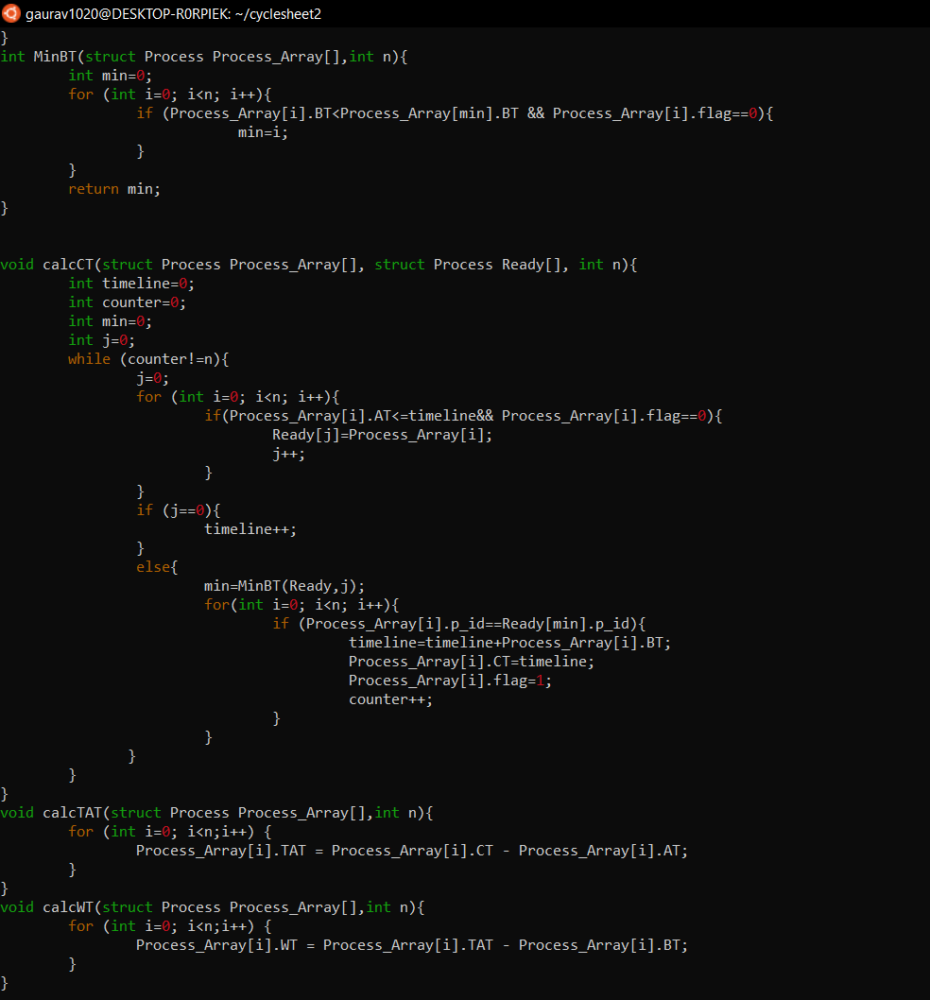 gaurav1020@DESKTOP-R0RPIEK: ~/cyclesheet2
}
int MinBT(struct Process Process_Array[],int n){
        int min=0;
        for (int i=0; i<n; i++){
                if (Process_Array[i].BT<Process_Array[min].BT && Process_Array[i].flag==0){
                            min=i;
                }
        }
        return min;
}
void calcCT(struct Process Process_Array[], struct Process Ready[], int n){
        int timeline=0;
        int counter=0;
        int min=0;
        int j=0;
        while (counter!=n){
                j=0;
                for (int i=0; i<n; i++){
                        if(Process_Array[i].AT<=timeline&& Process_Array[i].flag==0){
                                Ready[j]=Process_Array[i];
                                j++;
                        }
                }
                if (j==0){
                        timeline++;
                }
                else{
                        min=MinBT(Ready,j);
                        for(int i=0; i<n; i++){
                                if (Process_Array[i].p_id==Ready[min].p_id){
                                         timeline=timeline+Process_Array[i].BT;
                                         Process_Array[i].CT=timeline;
                                         Process_Array[i].flag=1;
                                         counter++;
                                }
                        }
               }
        }
}
void calcTAT(struct Process Process_Array[],int n){
        for (int i=0; i<n;i++) {
                Process_Array[i].TAT = Process_Array[i].CT - Process_Array[i].AT;
        }
}
void calcWT(struct Process Process_Array[],int n){
        for (int i=0; i<n;i++) {
                Process_Array[i].WT = Process_Array[i].TAT - Process_Array[i].BT;
        }
}